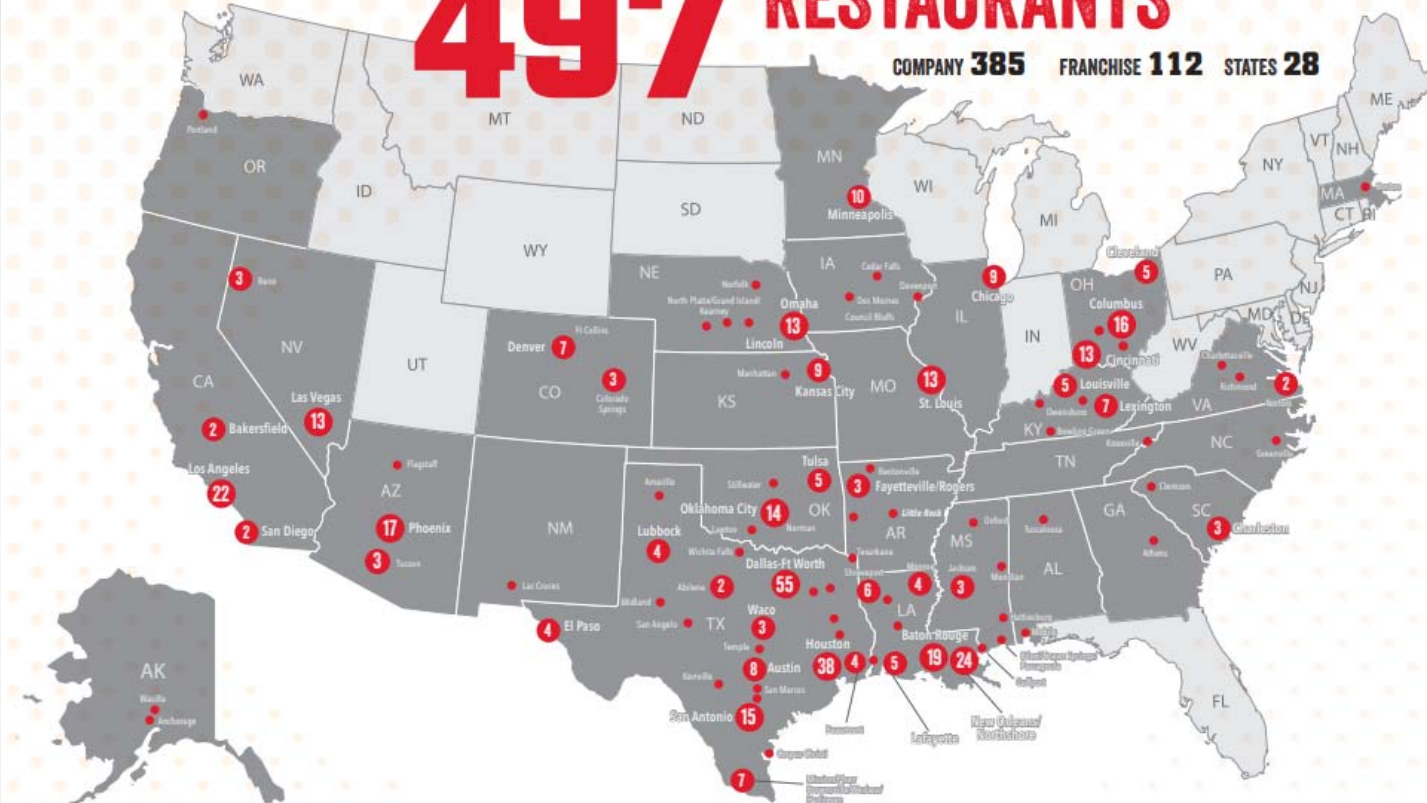 497
RESTAURANTS
COMPANY 385 FRANCHISE 112 STATES 28
WA
Portland
OR
MT
ID
WY
ND
SD
MN
10
Minneapolis
WI
MI
NY
VT
NH
ME
MA
Boston
CT
RI
PA
NJ
MD
DE
3
Reno
NV
UT
CA
Las Vegas
13
2
Bakersfield
Los Angeles
22
2
San Diego
Denver
7
Ft Collins
CO
3
Colorado
Springs
NE
Norfolk
North Platte/Grand Island/
Kearney
Omaha
13
Lincoln
IA
Cedar Falls
Des Moines
Davenport
Council Bluffs
9
Chicago
IL
IN
OH
Cleveland
5
Columbus
16
13
Cincinnati
WV
Charlottesville
Richmond
2
Norfolk
VA
Manhattan
9
Kansas City
KS
MO
13
St. Louis
5
Louisville
7
Lexington
Owensboro
KY
Bowling Green
Knoxville
TN
NC
Greenville
Flagstaff
AZ
17
Phoenix
3
Tucson
NM
Las Cruces
Amarillo
Stillwater
Tulsa
5
Oklahoma City
14
OK
Lawton
Norman
Bentonville
3
Fayetteville/Rogers
Little Rock
AR
Texarkana
Lubbock
4
Wichita Falls
Dallas-Ft Worth
55
Abilene
2
Midland
San Angelo
TX
Waco
3
Temple
4
El Paso
8
Austin
Kerrville
San Marcos
San Antonio
15
Houston
38
4
Beaumont
Corpus Christi
7
Shreveport
6
Monroe
4
LA
5
Lafayette
Baton Rouge
19
24
New Orleans/
Northshore
MS
Oxford
Jackson
3
Meridian
Hattiesburg
Mobile
Gulfport
AL
Tuscaloosa
GA
Athens
SC
Clemson
3
Charleston
FL
AK
Wasilla
Anchorage